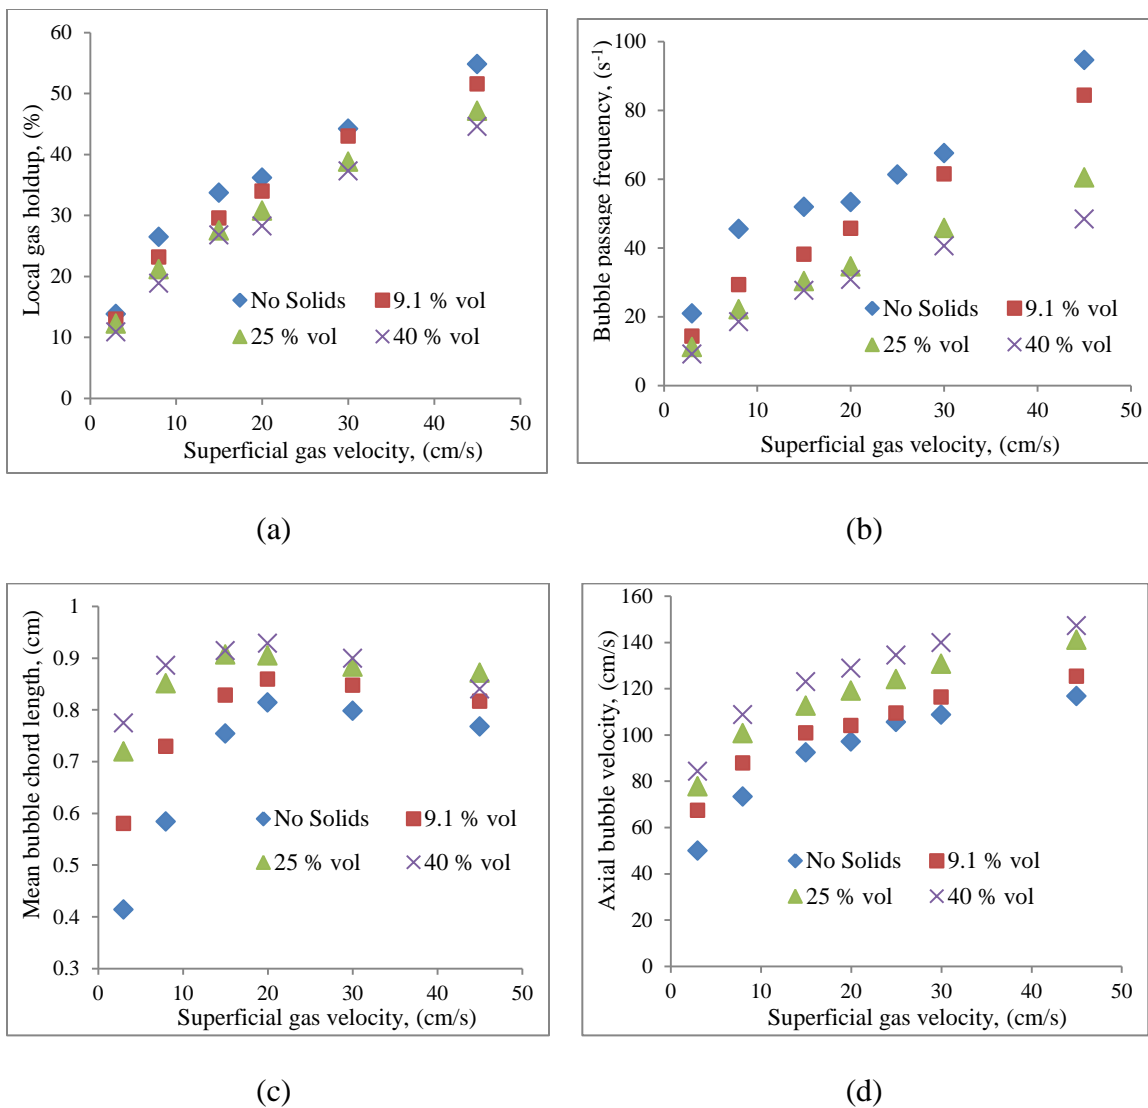 Local gas holdup, (%)
60
50
40
30
20
10
0
No Solids
9.1 % vol
25 % vol
40 % vol
0 10 20 30 40 50
Superficial gas velocity, (cm/s)
(a)
Bubble passage frequency, (s-1)
100
80
60
40
20
0
No Solids
9.1 % vol
25 % vol
40 % vol
0 10 20 30 40 50
Superficial gas velocity, (cm/s)
(b)
Mean bubble chord length, (cm)
1
0.9
0.8
0.7
0.6
0.5
0.4
0.3
No Solids
9.1 % vol
25 % vol
40 % vol
0 10 20 30 40 50
Superficial gas velocity, (cm/s)
(c)
Axial bubble velocity, (cm/s)
160
140
120
100
80
60
40
20
0
No Solids
9.1 % vol
25 % vol
40 % vol
0 10 20 30 40 50
Superficial gas velocity, (cm/s)
(d)